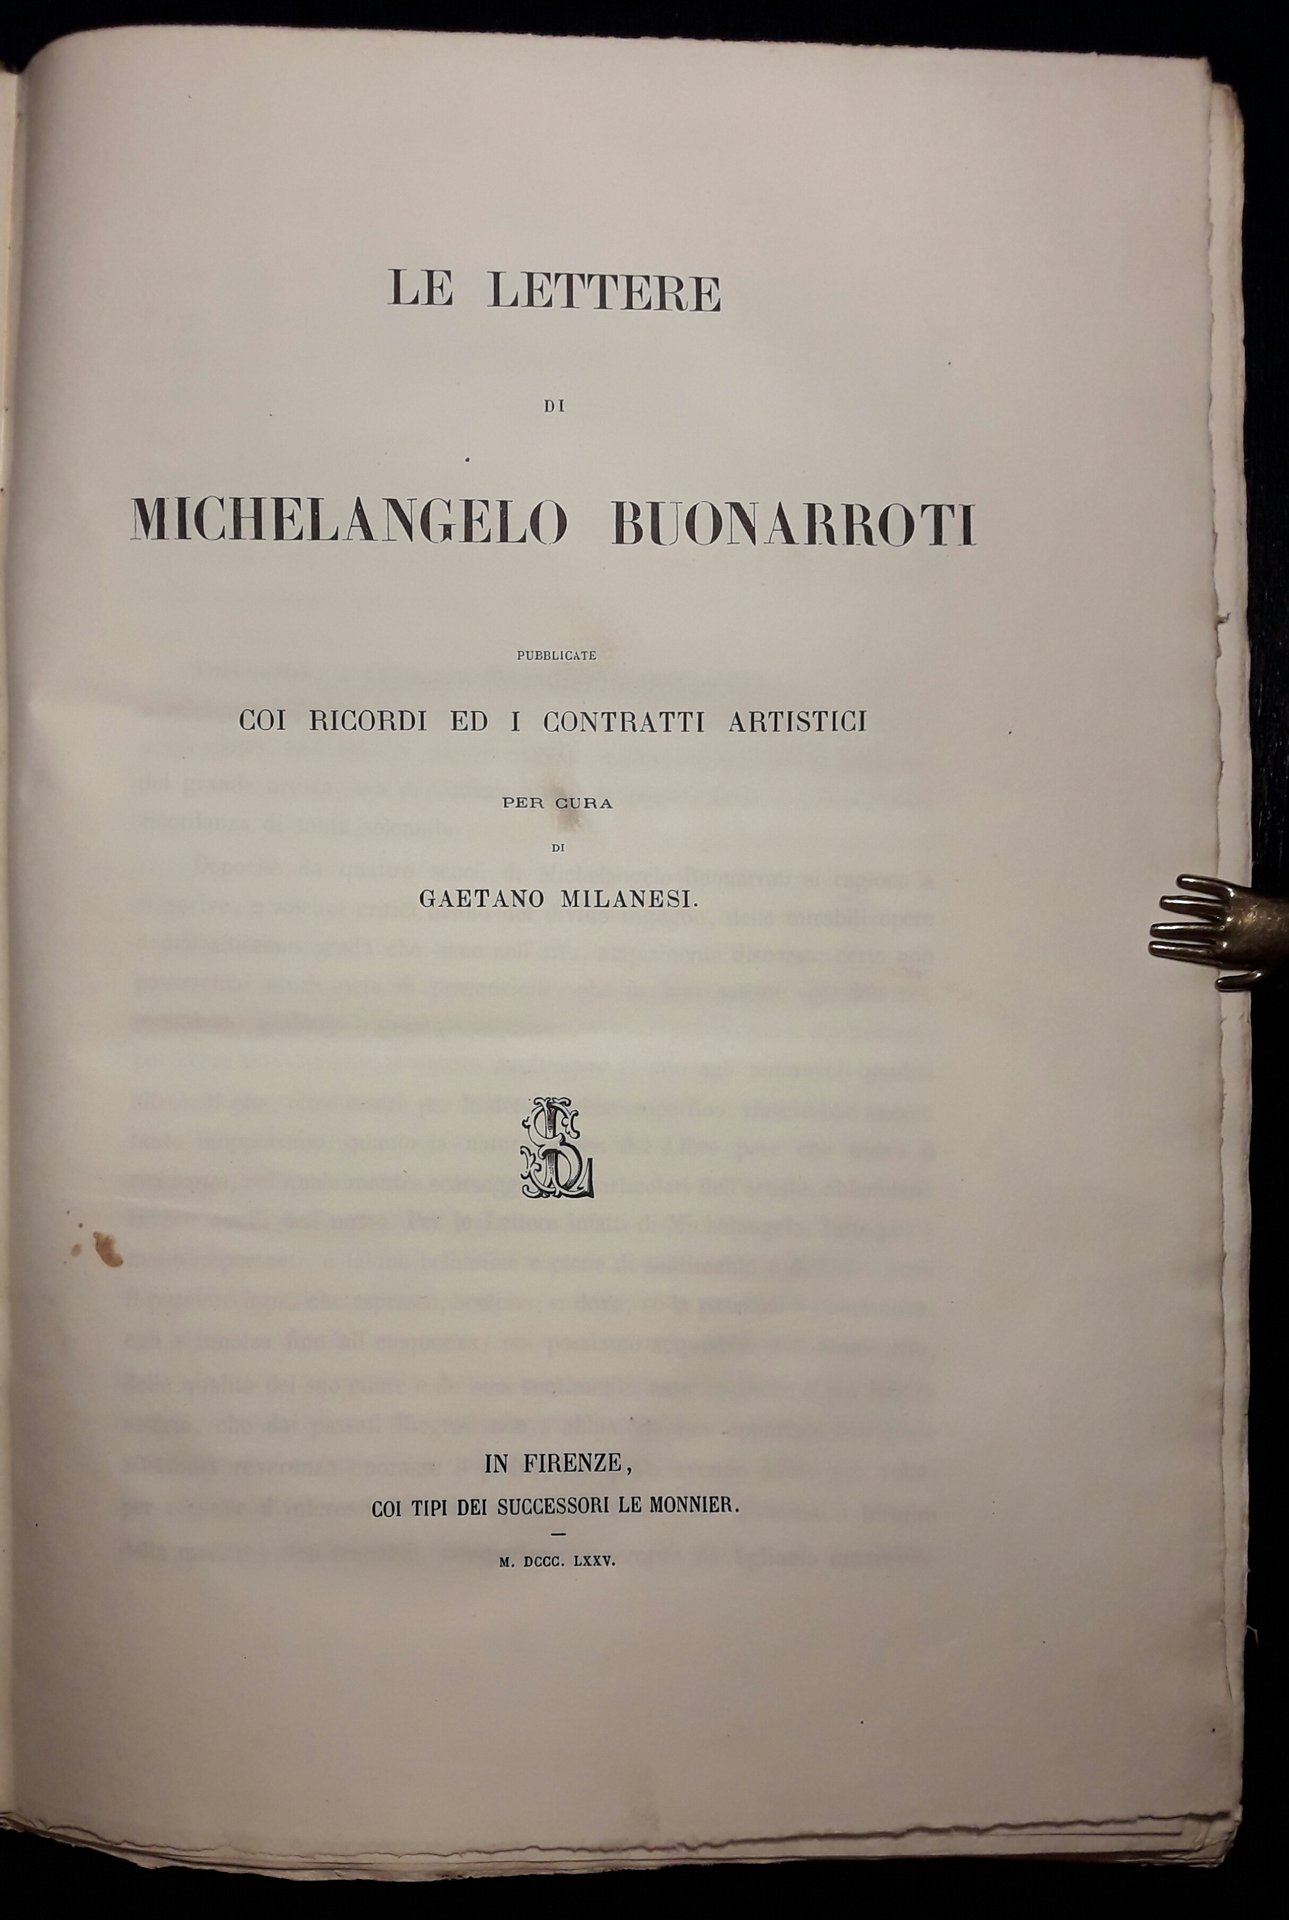 LE LETTERE
DI
MICHELANGELO BUONARROTI
PUBBLICATE
COI RICORDI ED I CONTRATTI ARTISTICI
PER CURA
DI
GAETANO MILANESI.
SL
IN FIRENZE,
COI TIPI DEI SUCCESSORI LE MONNIER.
M. DCCC. LXXV.